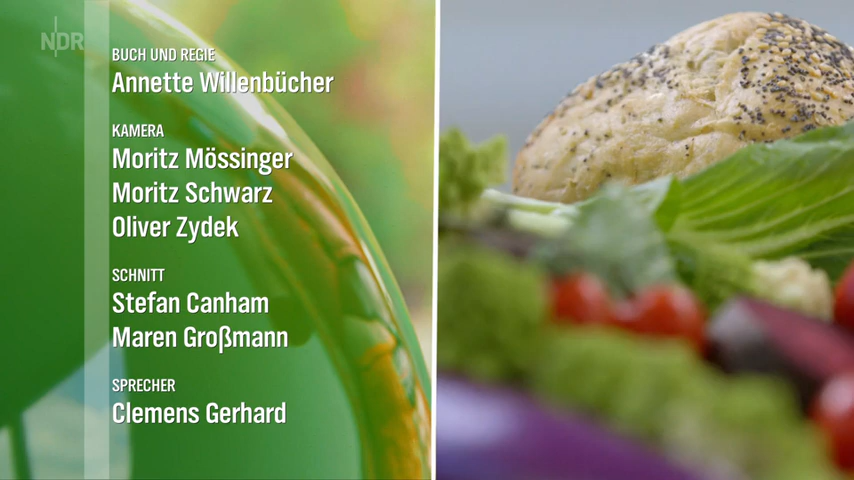 NDR
BUCH UND REGIE
Annette Willenbücher
KAMERA
Moritz Mössinger
Moritz Schwarz
Oliver Zydek
SCHNITT
Stefan Canham
Maren Großmann
SPRECHER
Clemens Gerhard